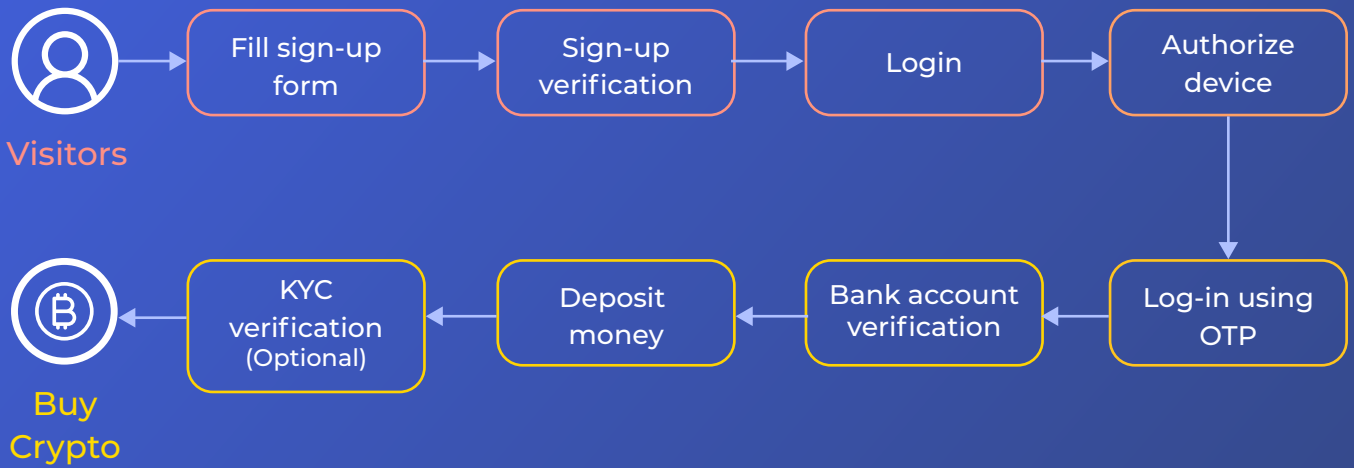 Fill sign-up
form
Sign-up
verification
Login
Authorize
device
Visitors
Log-in using
OTP
Bank account
verification
Deposit
money
KYC
verification
(Optional)
Buy
Crypto